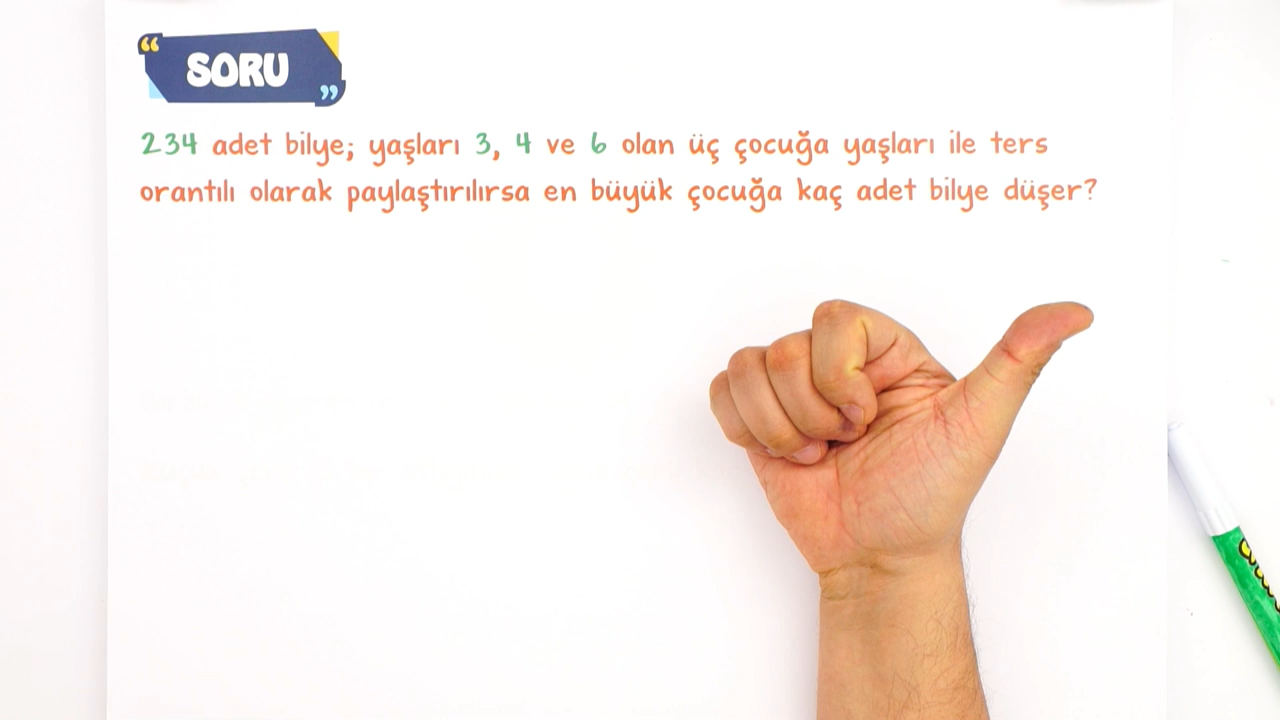 SORU
234 adet bilye; yaşları 3, 4 ve 6 olan üç çocuğa yaşları ile ters
orantılı olarak paylaştırılırsa en büyük çocuğa kaç adet bilye düşer?